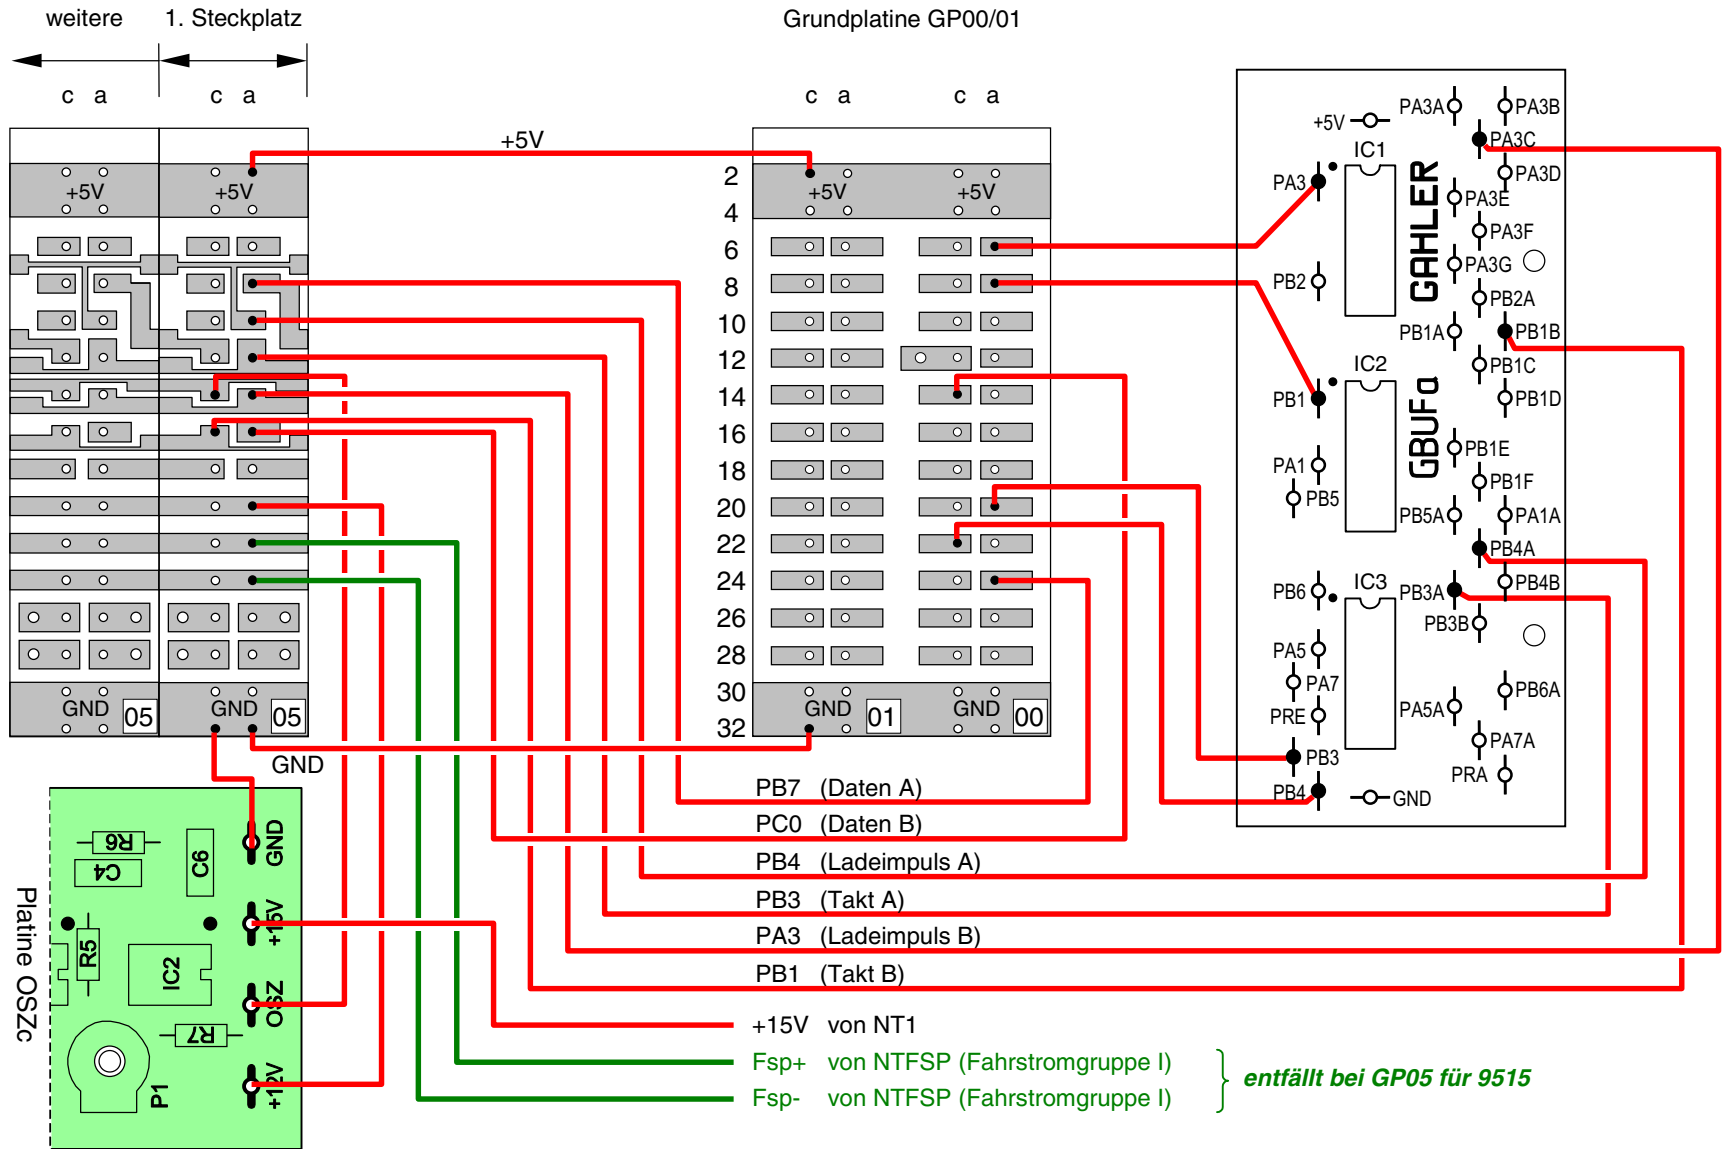 weitere 1. Steckplatz Grundplatine GP00/01
c a c a c a c a
+5V
+5V +5V +5V +5V
2
4
6
8
10
12
14
16
18
20
22
24
26
28
30
32
GND 05 GND 05 GND 01 GND 00
GND
PA3A PA3B
+5V PA3C
IC1
PA3 PA3D
PA3E
PA3F
PA3G
PB2 PB2A
PB1A PB1B
GAHLER
IC2 PB1C
PB1 PB1D
GBUFa
PB1E
PA1 PB1F
PB5 PB5A PA1A
PB4A
IC3 PB4B
PB6 PB3A
PB3B
PA5
PA7 PB6A
PRE PA5A
PA7A
PB3 PRA
PB4 GND
PB7 (Daten A)
PC0 (Daten B)
PB4 (Ladeimpuls A)
PB3 (Takt A)
PA3 (Ladeimpuls B)
PB1 (Takt B)
+15V von NT1
Fsp+ von NTFSP (Fahrstromgruppe I)
Fsp- von NTFSP (Fahrstromgruppe I)
entfällt bei GP05 für 9515
Platine OSZc
R6
C4
C6
GND
R5
IC2
+15V
OSZ
R7
P1
+12V